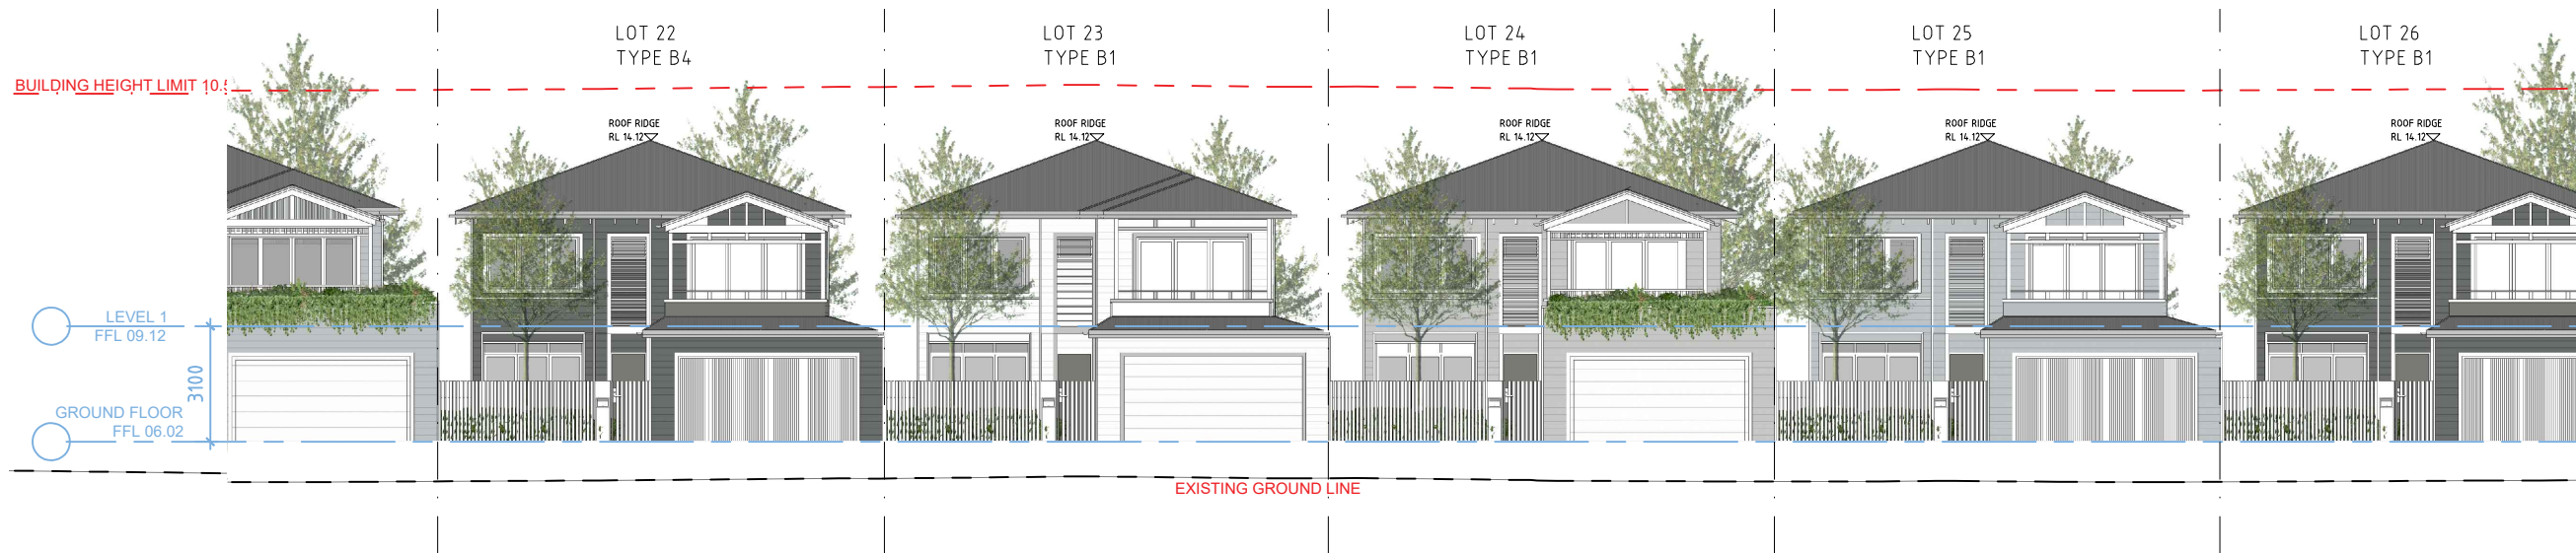 LOT 22
TYPE B4
LOT 23
TYPE B1
LOT 24
TYPE B1
LOT 25
TYPE B1
LOT 26
TYPE B1
BUILDING HEIGHT LIMIT 10.5
ROOF RIDGE
RL 14.12
ROOF RIDGE
RL 14.12
ROOF RIDGE
RL 14.12
ROOF RIDGE
RL 14.12
ROOF RIDGE
RL 14.12
LEVEL 1
FFL 09.12
3100
GROUND FLOOR
FFL 06.02
EXISTING GROUND LINE